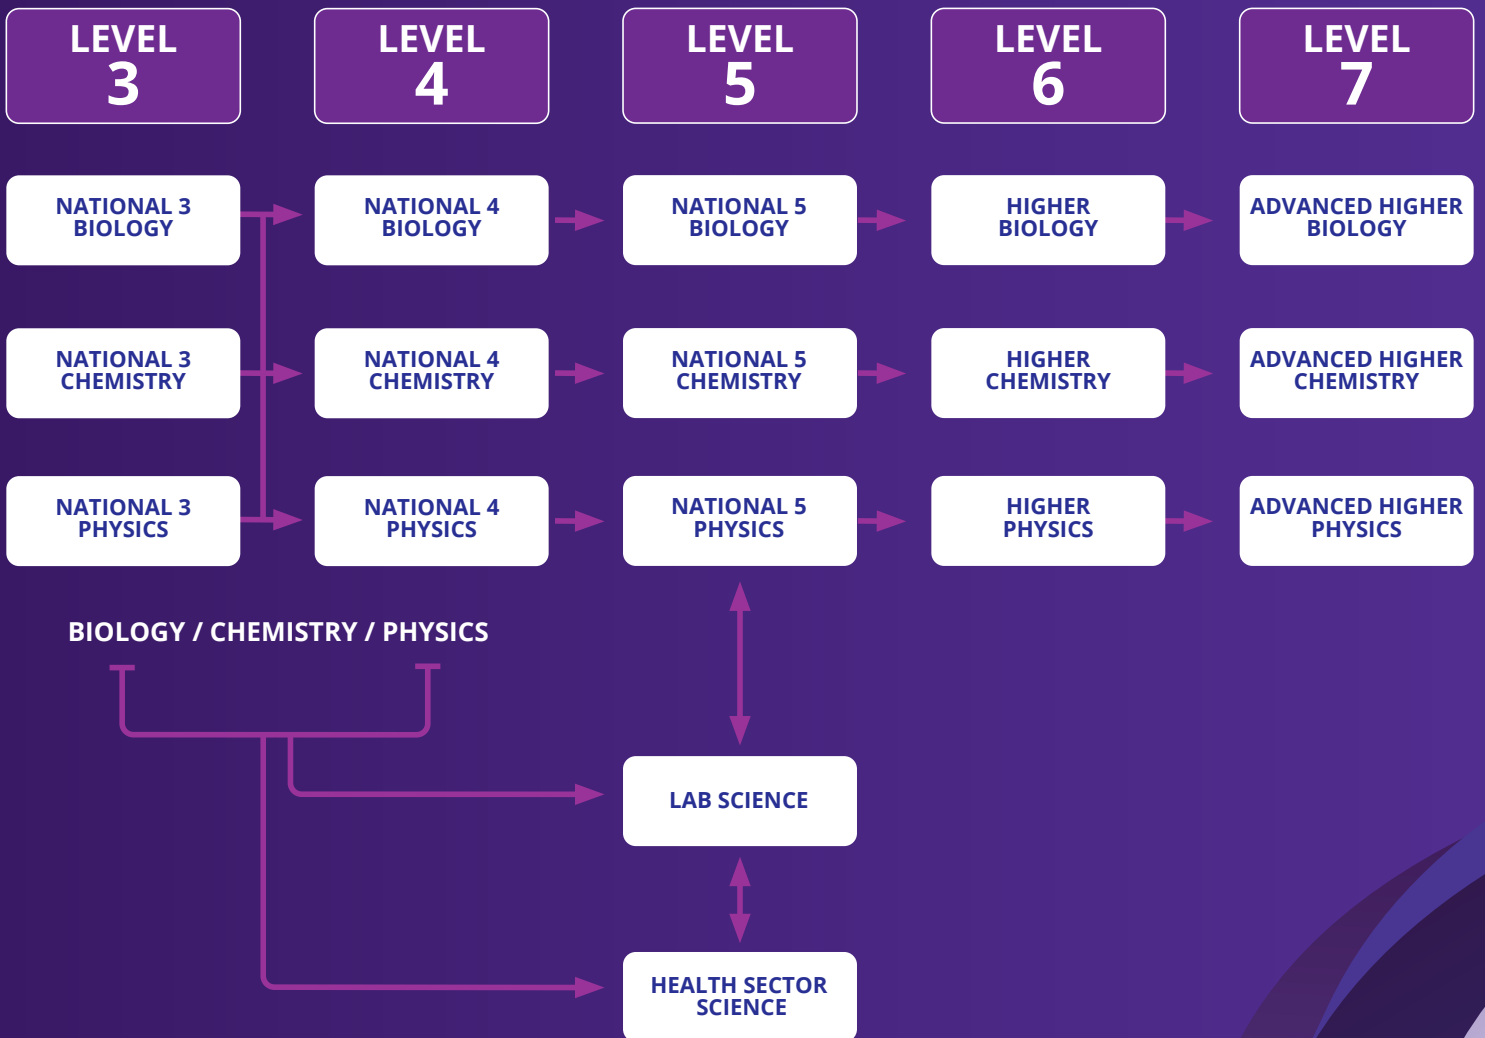 LEVEL
3
LEVEL
4
LEVEL
5
LEVEL
6
LEVEL
7
NATIONAL 3
BIOLOGY
NATIONAL 4
BIOLOGY
NATIONAL 5
BIOLOGY
HIGHER
BIOLOGY
ADVANCED HIGHER
BIOLOGY
NATIONAL 3
CHEMISTRY
NATIONAL 4
CHEMISTRY
NATIONAL 5
CHEMISTRY
HIGHER
CHEMISTRY
ADVANCED HIGHER
CHEMISTRY
NATIONAL 3
PHYSICS
NATIONAL 4
PHYSICS
NATIONAL 5
PHYSICS
HIGHER
PHYSICS
ADVANCED HIGHER
PHYSICS
BIOLOGY / CHEMISTRY / PHYSICS
LAB SCIENCE
HEALTH SECTOR
SCIENCE